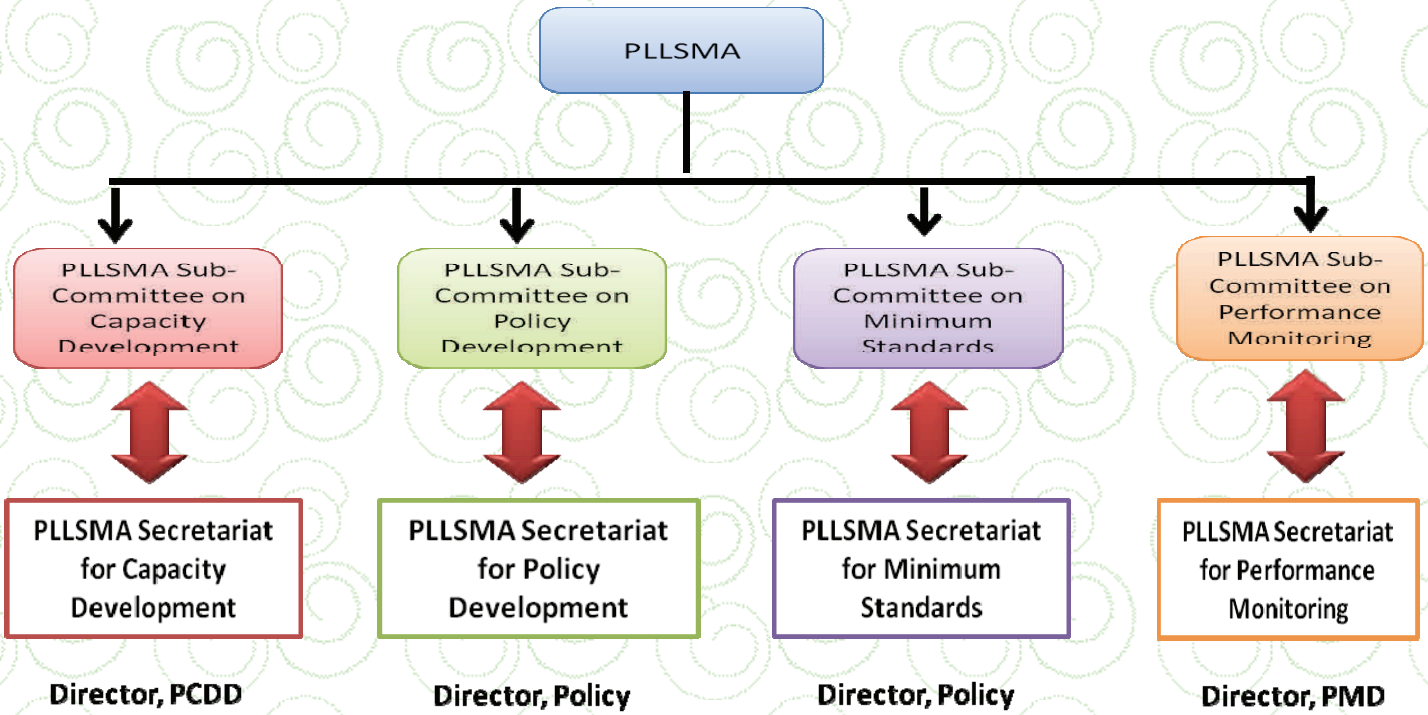 PLLSMA
PLLSMA Sub-
Committee on
Capacity
Development
PLLSMA Sub-
Committee on
Policy
Development
PLLSMA Sub-
Committee on
Minimum
Standards
PLLSMA Sub-
Committee on
Performance
Monitoring
PLLSMA Secretariat
for Capacity
Development
PLLSMA Secretariat
for Policy
Development
PLLSMA Secretariat
for Minimum
Standards
PLLSMA Secretariat
for Performance
Monitoring
Director, PCDD
Director, Policy
Director, Policy
Director, PMD